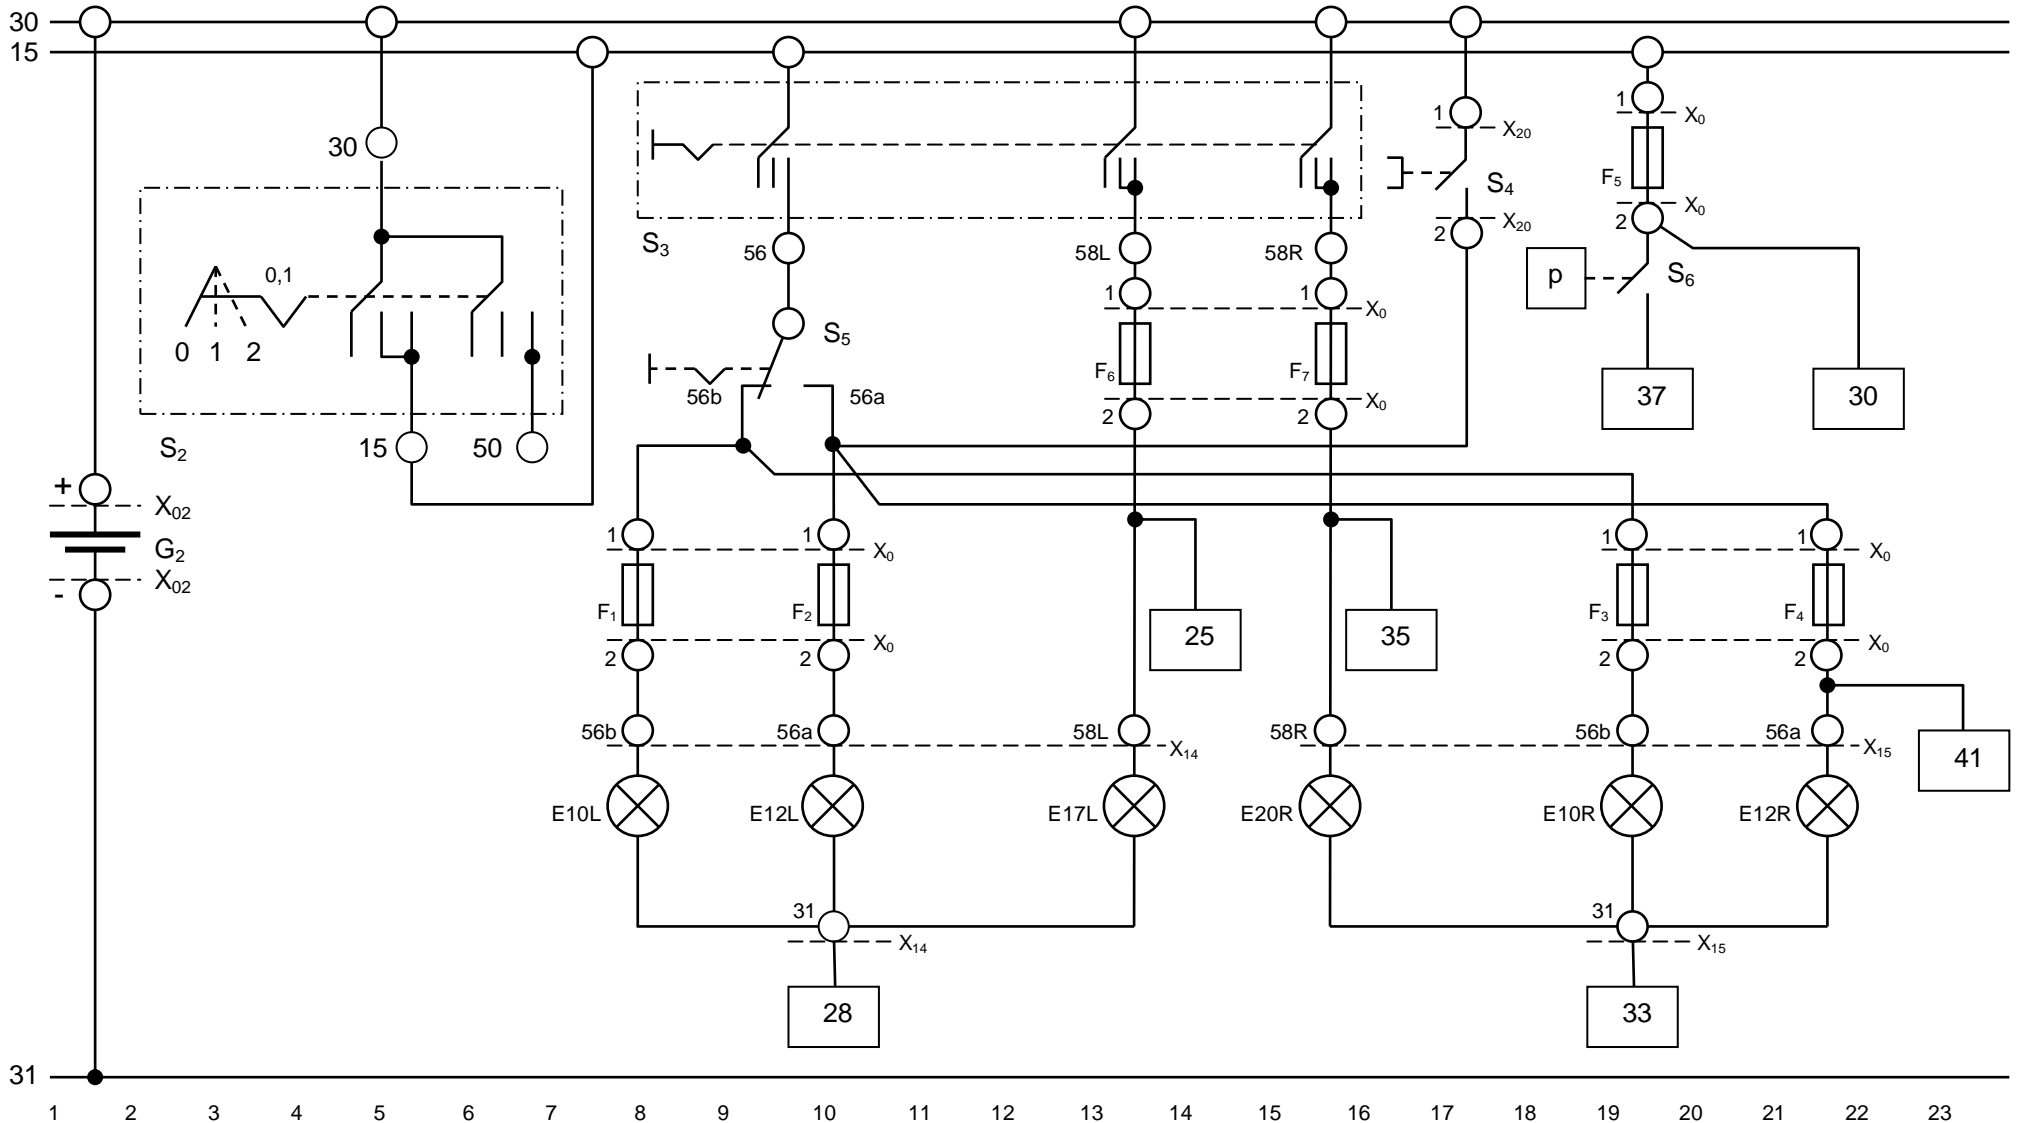 30
15
30
1 X20
1 X0
S4
F5
X0
2
X20
2
S3
56
58L
58R
p
S6
0,1
1
1
X0
0 1 2
S5
F6
F7
37
30
56b
56a
X0
2
2
S2
15
50
+
X02
G2
X02
-
1
1
X0
1
1
X0
F1
F2
25
35
F3
F4
2
2
X0
2
2
X0
56b
56a
58L
X14
58R
56b
56a
X15
41
E10L
E12L
E17L
E20R
E10R
E12R
31
X14
31
X15
28
33
31
1 2 3 4 5 6 7 8 9 10 11 12 13 14 15 16 17 18 19 20 21 22 23